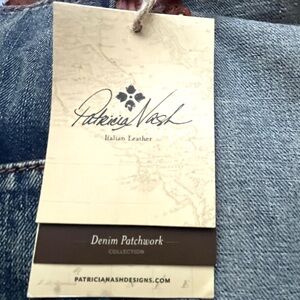 Patricia Nash
Italian Leather
Denim Patchwork
COLLECTION
PATRICIANASHDESIGNS.COM